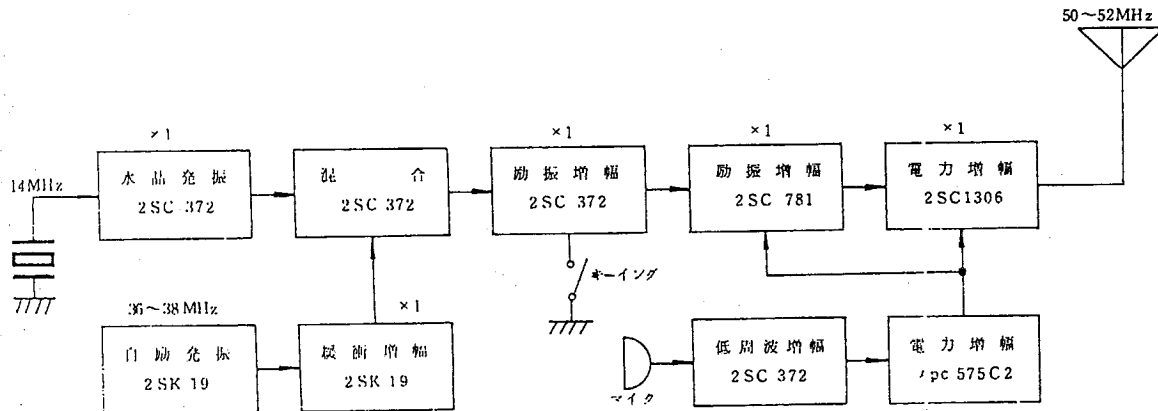 50～52MHz
×1
×1
×1
×1
14MHz
水晶発振
2SC 372
混合
2SC 372
励振増幅
2SC 372
励振増幅
2SC 781
電力増幅
2SC1306
キーイング
36～38MHz
×1
自励発振
2SK 19
緩衝増幅
2SK 19
マイク
低周波増幅
2SC 372
電力増幅
pc 575C2